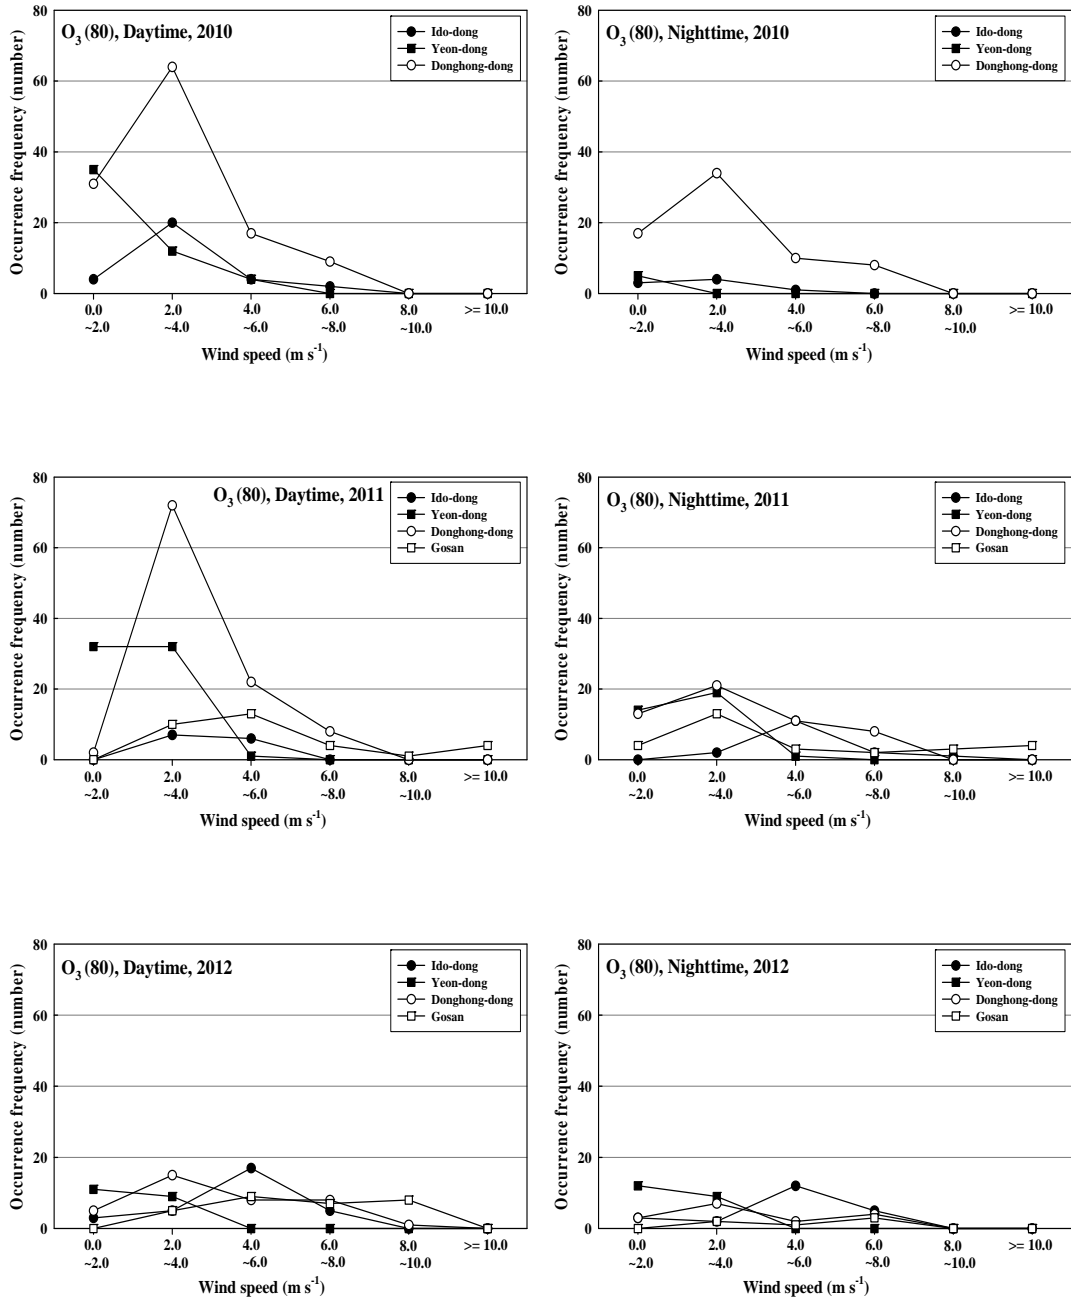 O3 (80), Daytime, 2010
Ido-dong
Yeon-dong
Donghong-dong
Occurrence frequency (number)
80
60
40
20
0
0.0 2.0 4.0 6.0 8.0 >= 10.0
~2.0 ~4.0 ~6.0 ~8.0 ~10.0
Wind speed (m s-1)
O3 (80), Nighttime, 2010
Ido-dong
Yeon-dong
Donghong-dong
Occurrence frequency (number)
80
60
40
20
0
0.0 2.0 4.0 6.0 8.0 >= 10.0
~2.0 ~4.0 ~6.0 ~8.0 ~10.0
Wind speed (m s-1)
O3 (80), Daytime, 2011
Ido-dong
Yeon-dong
Donghong-dong
Gosan
Occurrence frequency (number)
80
60
40
20
0
0.0 2.0 4.0 6.0 8.0 >= 10.0
~2.0 ~4.0 ~6.0 ~8.0 ~10.0
Wind speed (m s-1)
O3 (80), Nighttime, 2011
Ido-dong
Yeon-dong
Donghong-dong
Gosan
Occurrence frequency (number)
80
60
40
20
0
0.0 2.0 4.0 6.0 8.0 >= 10.0
~2.0 ~4.0 ~6.0 ~8.0 ~10.0
Wind speed (m s-1)
O3 (80), Daytime, 2012
Ido-dong
Yeon-dong
Donghong-dong
Gosan
Occurrence frequency (number)
80
60
40
20
0
0.0 2.0 4.0 6.0 8.0 >= 10.0
~2.0 ~4.0 ~6.0 ~8.0 ~10.0
Wind speed (m s-1)
O3 (80), Nighttime, 2012
Ido-dong
Yeon-dong
Donghong-dong
Gosan
Occurrence frequency (number)
80
60
40
20
0
0.0 2.0 4.0 6.0 8.0 >= 10.0
~2.0 ~4.0 ~6.0 ~8.0 ~10.0
Wind speed (m s-1)